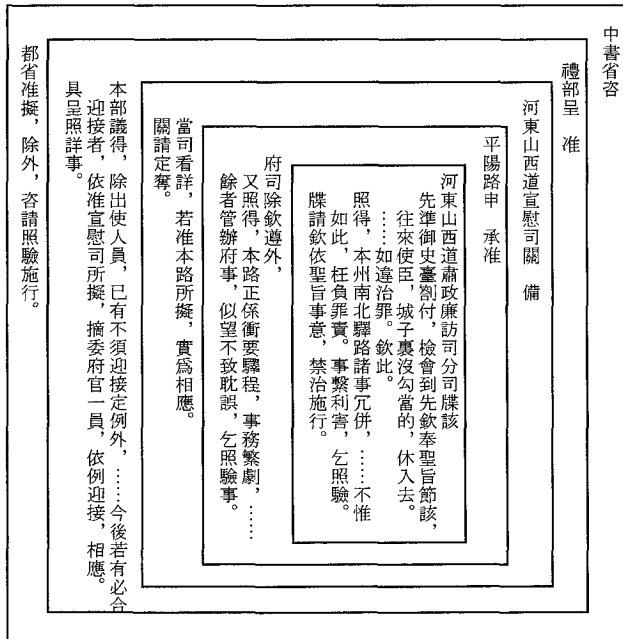 中書省咨
禮部呈　准
河東山西道宣慰司關　備
平陽路申　承准
河東山西道肅政廉訪司分司牒該
先準御史臺劄付，檢會到先欽奉聖旨節該，
往來使臣，城子裏沒勾當的，休入去。
……如違治罪。欽此。
照得，本州南北驛路諸事冗併，……不惟
如此，枉負罪責。事繫利害，乞照驗。
牒請欽依聖旨事意，禁治施行。
府司除欽遵外，
又照得，本路正係衝要驛程，事務繁劇，……
餘者管辦府事，似望不致耽誤，乞照驗事。
當司看詳，若准本路所擬，實爲相應。
關請定奪。
本部議得，除出使人員，已有不須迎接定例外，……今後若有必合
迎接者，依准宣慰司所擬，摘委府官一員，依例迎接，相應。
具呈照詳事。
都省准擬，除外，咨請照驗施行。